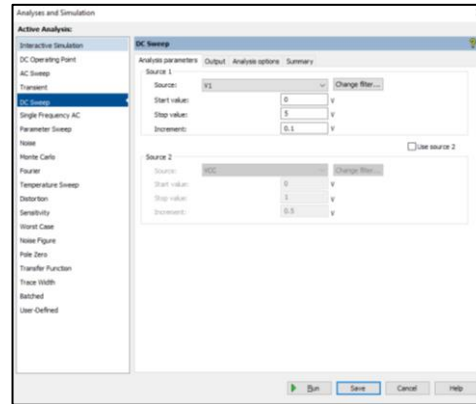 Analyses and Simulation
Active Analysis:
Interactive Simulation
DC Operating Point
AC Sweep
Transient
DC Sweep
Single Frequency AC
Parameter Sweep
Noise
Monte Carlo
Fourier
Temperature Sweep
Distortion
Sensitivity
Worst Case
Noise Figure
Pole Zero
Transfer Function
Trace Width
Batched
User-Defined
DC Sweep
Analysis parameters Output Analysis options Summary
Source 1
Source: V1 Change filter...
Start value: 0 V
Stop value: 5 V
Increment: 0.1 V
Use source 2
Source 2
Source: VCC Change filter...
Start value: 0 V
Stop value: 1 V
Increment: 0.5 V
Run Save Cancel Help